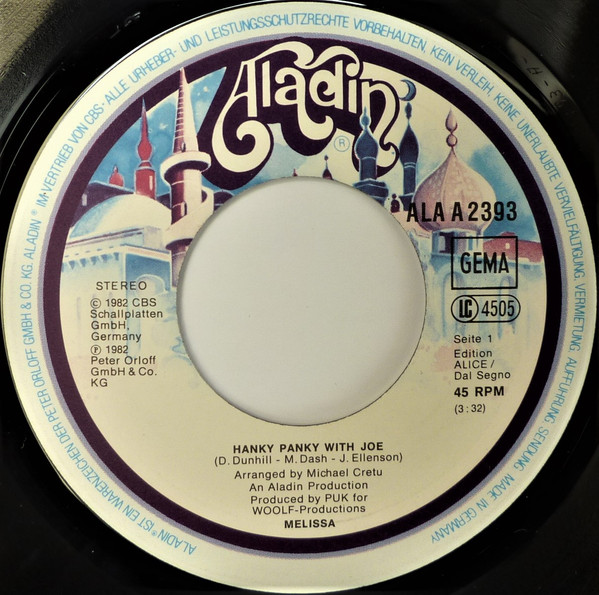 Aladin
®
ALA A 2393
GEMA
LC 4505
STEREO
© 1982 CBS
Schallplatten
GmbH,
Germany
℗ 1982
Peter Orloff
GmbH & Co.
KG
Seite 1
Edition
ALICE/
Dal Segno
45 RPM
(3:32)
HANKY PANKY WITH JOE
(D. Dunhill - M. Dash - J. Ellenson)
Arranged by Michael Cretu
An Aladin Production
Produced by PUK for
WOOLF-Productions
MELISSA
ALADIN® IST EIN WARENZEICHEN DER PETER ORLOFF GMBH & CO. KG. ALADIN® IM-VERTRIEB VON CBS· ALLE URHEBER- UND LEISTUNGSSCHUTZRECHTE VORBEHALTEN. KEIN VERLEIH, KEINE UNERLAUBTE VERVIELFÄLTIGUNG, VERMIETUNG, AUFFÜHRUNG, SENDUNG. MADE IN GERMANY